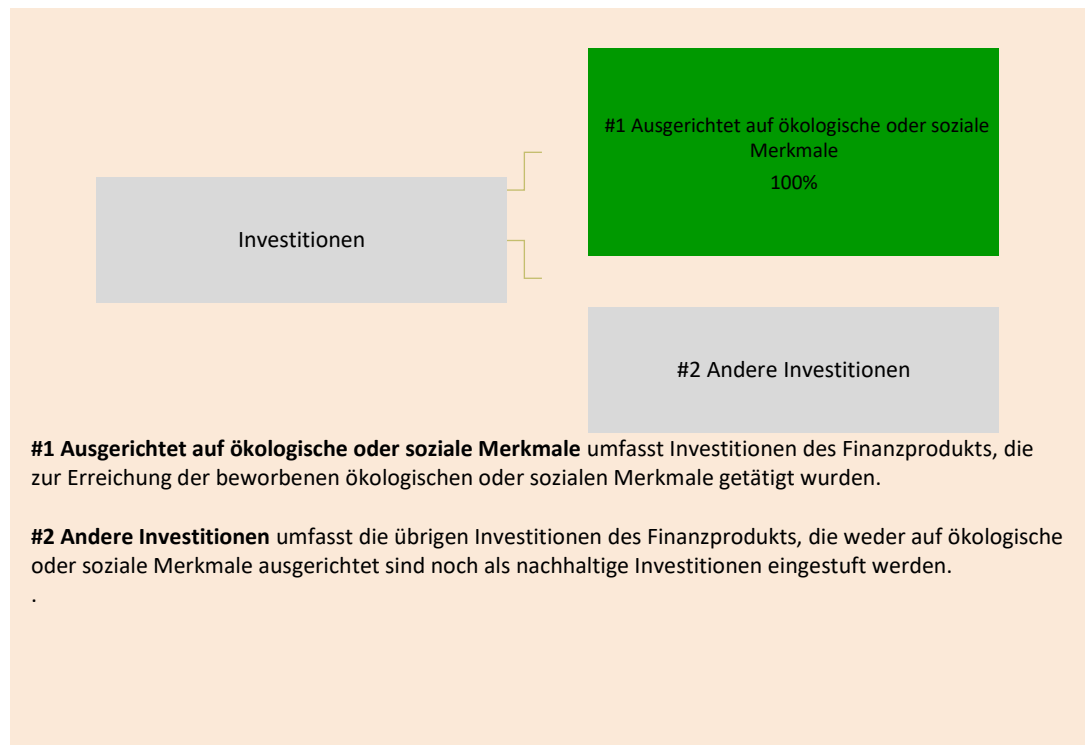 #1 Ausgerichtet auf ökologische oder soziale
Merkmale
100%
Investitionen
#2 Andere Investitionen
#1 Ausgerichtet auf ökologische oder soziale Merkmale umfasst Investitionen des Finanzprodukts, die
zur Erreichung der beworbenen ökologischen oder sozialen Merkmale getätigt wurden.
#2 Andere Investitionen umfasst die übrigen Investitionen des Finanzprodukts, die weder auf ökologische
oder soziale Merkmale ausgerichtet sind noch als nachhaltige Investitionen eingestuft werden.
.